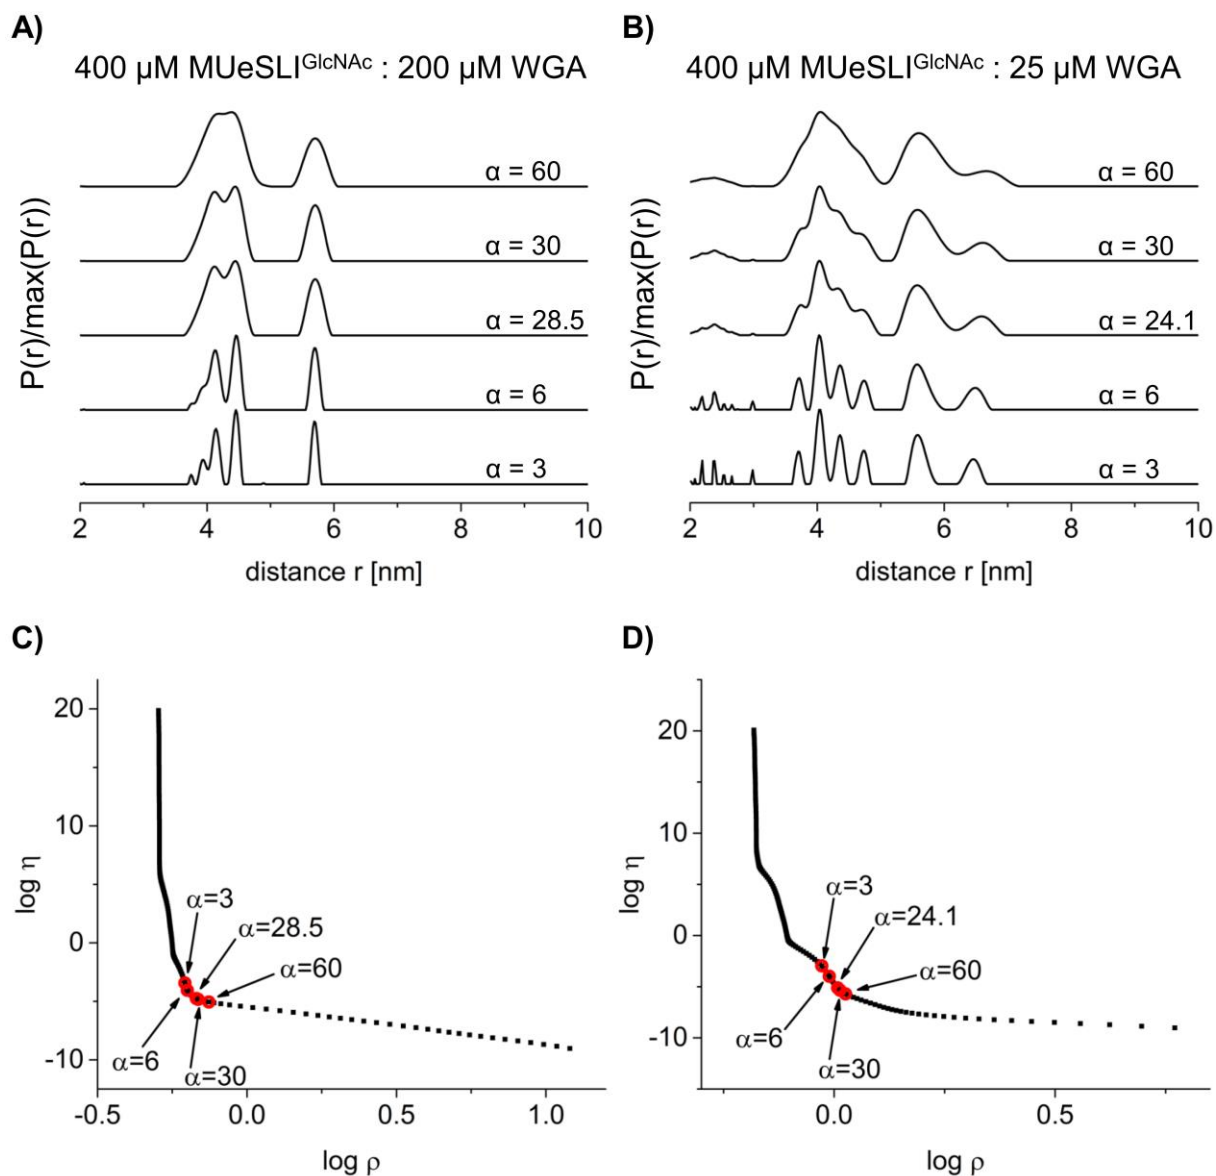 A)
400 µM MUeSLI^GlcNAc : 200 µM WGA
P(r)/max(P(r))
α = 60
α = 30
α = 28.5
α = 6
α = 3
2 4 6 8 10
distance r [nm]
B)
400 µM MUeSLI^GlcNAc : 25 µM WGA
P(r)/max(P(r))
α = 60
α = 30
α = 24.1
α = 6
α = 3
2 4 6 8 10
distance r [nm]
C)
log η
20
10
0
-10
α=3
α=28.5
α=60
α=6
α=30
-0.5 0.0 0.5 1.0
log ρ
D)
log η
20
10
0
-10
α=3
α=24.1
α=60
α=6
α=30
0.0 0.5
log ρ